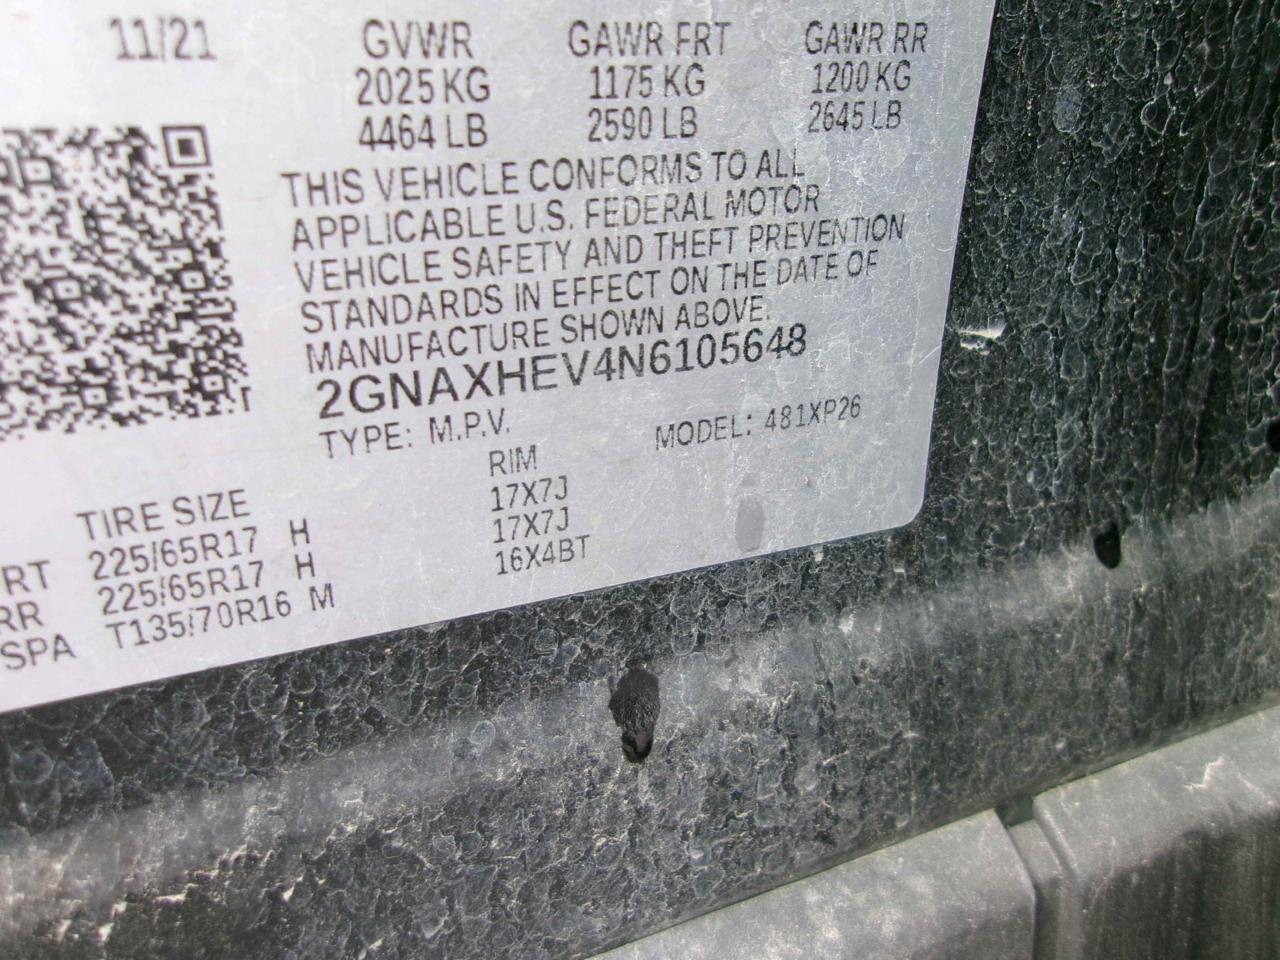 11/21 GVWR GAWR FRT GAWR RR
2025 KG 1175 KG 1200 KG
4464 LB 2590 LB 2645 LB
THIS VEHICLE CONFORMS TO ALL
APPLICABLE U.S. FEDERAL MOTOR
VEHICLE SAFETY AND THEFT PREVENTION
STANDARDS IN EFFECT ON THE DATE OF
MANUFACTURE SHOWN ABOVE.
2GNAXHEV4N6105648
TYPE: M.P.V. MODEL: 481XP26
TIRE SIZE RIM
RT 225/65R17 H 17X7J
RR 225/65R17 H 17X7J
SPA T135/70R16 M 16X4BT